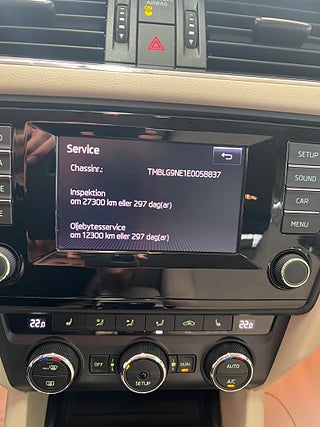 AIRBAG
ON
Service
Chassinr.: TMBLG9NE1E0058837
Inspektion
om 27300 km eller 297 dag(ar)
Oljebytesservice
om 12300 km eller 297 dag(ar)
SETUP
SOUND
CAR
MENU
22.0
22.0
OFF
DUAL
AUTO
SETUP
A/C